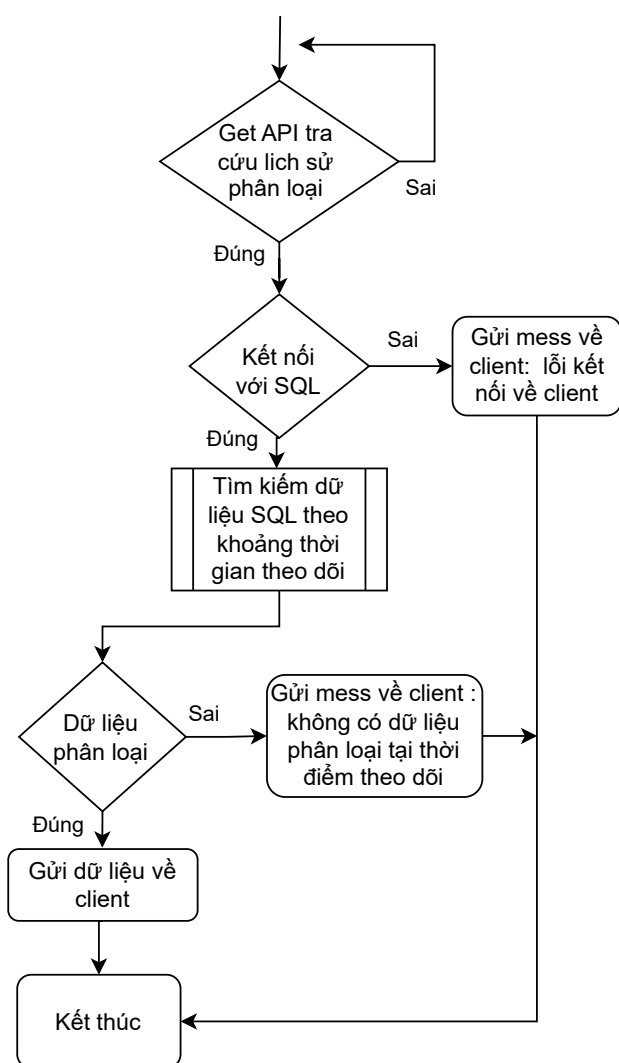 Get API tra
cứu lich sử
phân loại
Sai
Đúng
Kết nối
với SQL
Sai
Gửi mess về
client: lỗi kết
nối về client
Đúng
Tìm kiếm dữ
liệu SQL theo
khoảng thời
gian theo dõi
Dữ liệu
phân loại
Sai
Gửi mess về client :
không có dữ liệu
phân loại tại thời
điểm theo dõi
Đúng
Gửi dữ liệu về
client
Kết thúc